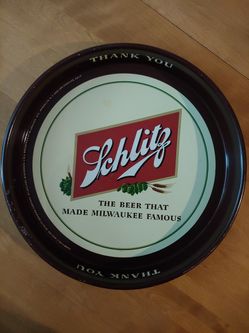 THANK YOU
Schlitz
THE BEER THAT
MADE MILWAUKEE FAMOUS
THANK YOU